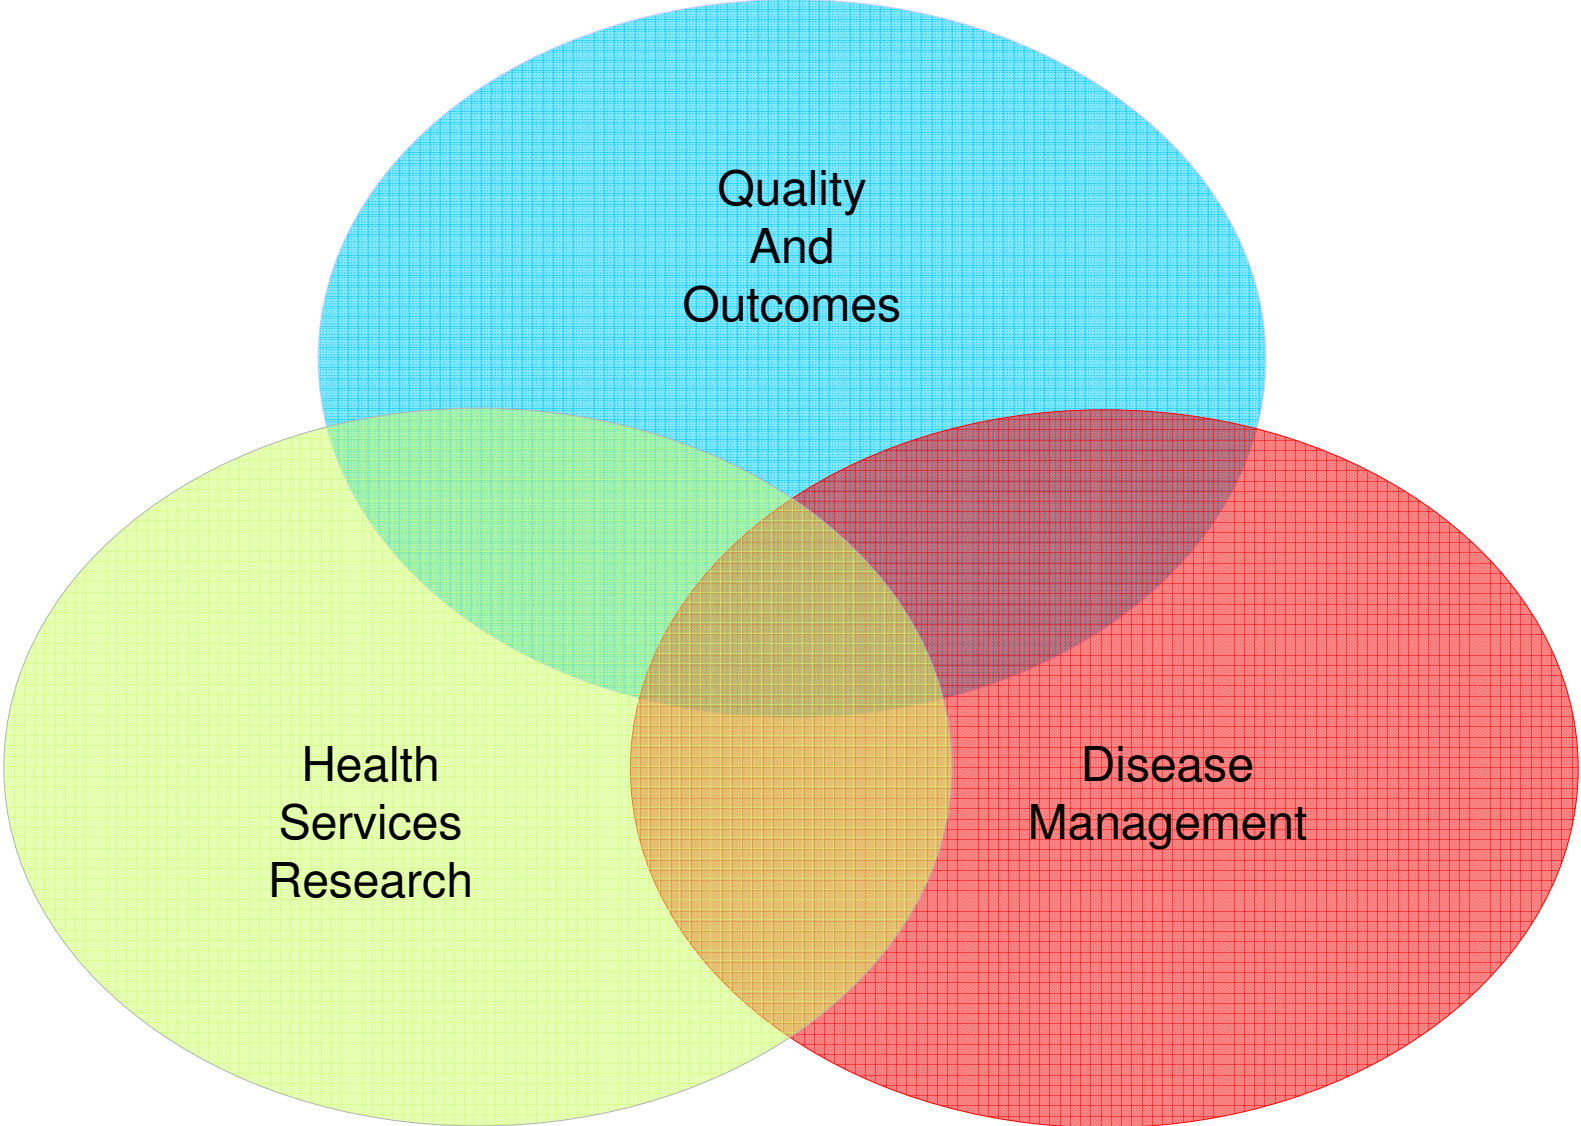 Quality
And
Outcomes
Health
Services
Research
Disease
Management